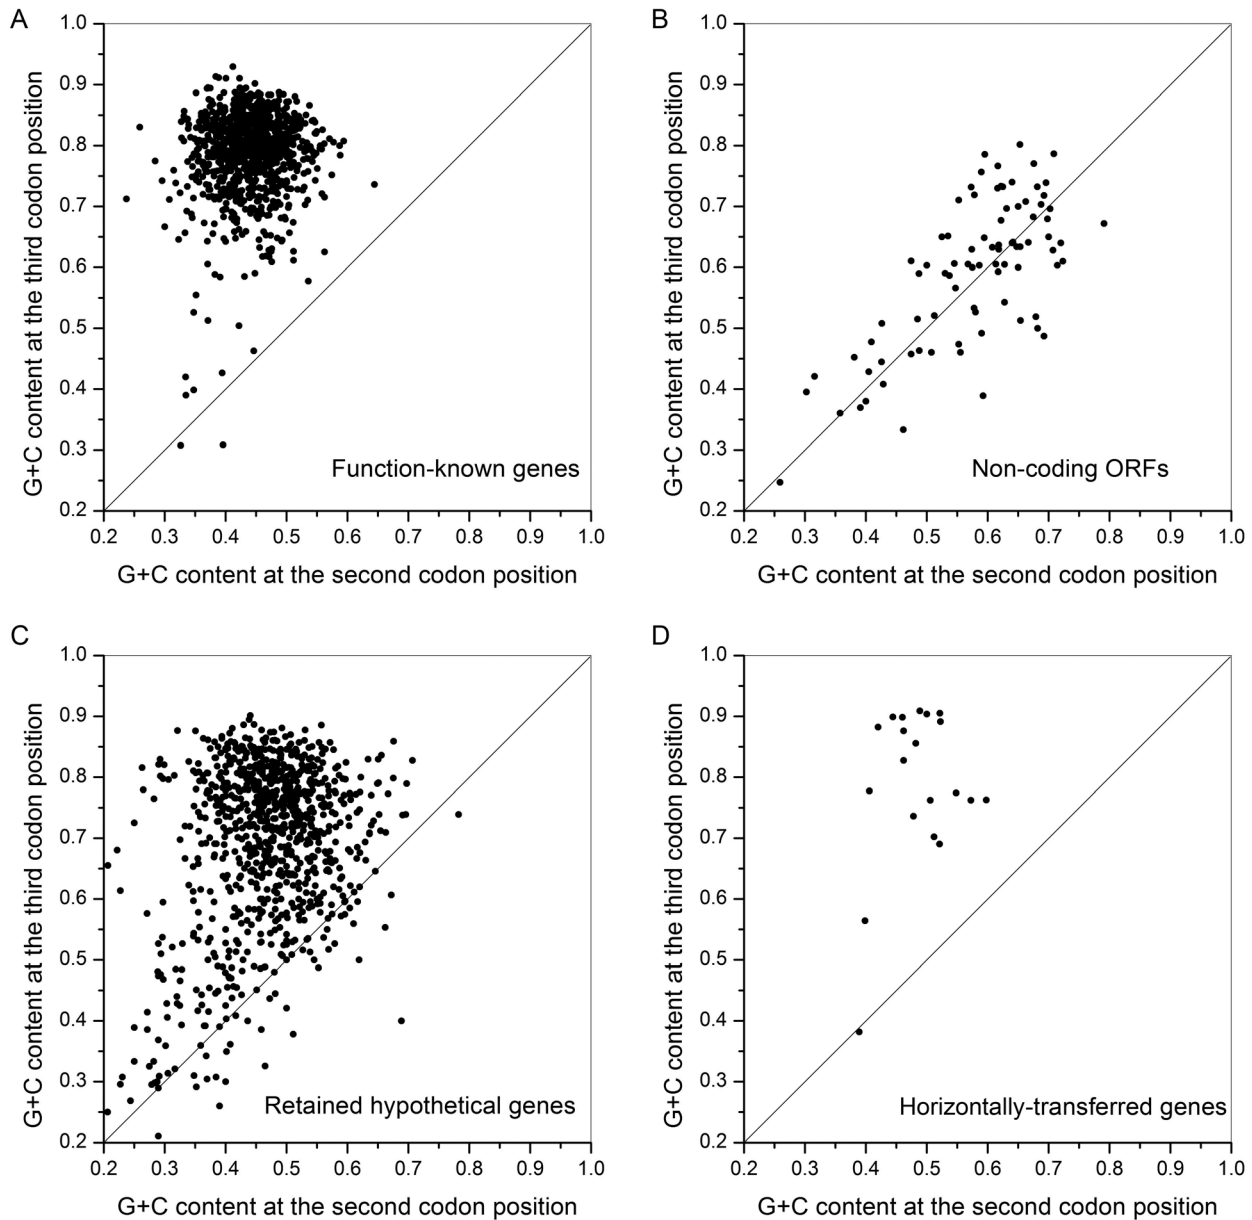 A
B
1.0
0.9
0.8
0.7
0.6
0.5
0.4
0.3
0.2
G+C content at the third codon position
Function-known genes
0.2 0.3 0.4 0.5 0.6 0.7 0.8 0.9 1.0
G+C content at the second codon position
1.0
0.9
0.8
0.7
0.6
0.5
0.4
0.3
0.2
G+C content at the third codon position
Non-coding ORFs
0.2 0.3 0.4 0.5 0.6 0.7 0.8 0.9 1.0
G+C content at the second codon position
C
D
1.0
0.9
0.8
0.7
0.6
0.5
0.4
0.3
0.2
G+C content at the third codon position
Retained hypothetical genes
0.2 0.3 0.4 0.5 0.6 0.7 0.8 0.9 1.0
G+C content at the second codon position
1.0
0.9
0.8
0.7
0.6
0.5
0.4
0.3
0.2
G+C content at the third codon position
Horizontally-transferred genes
0.2 0.3 0.4 0.5 0.6 0.7 0.8 0.9 1.0
G+C content at the second codon position